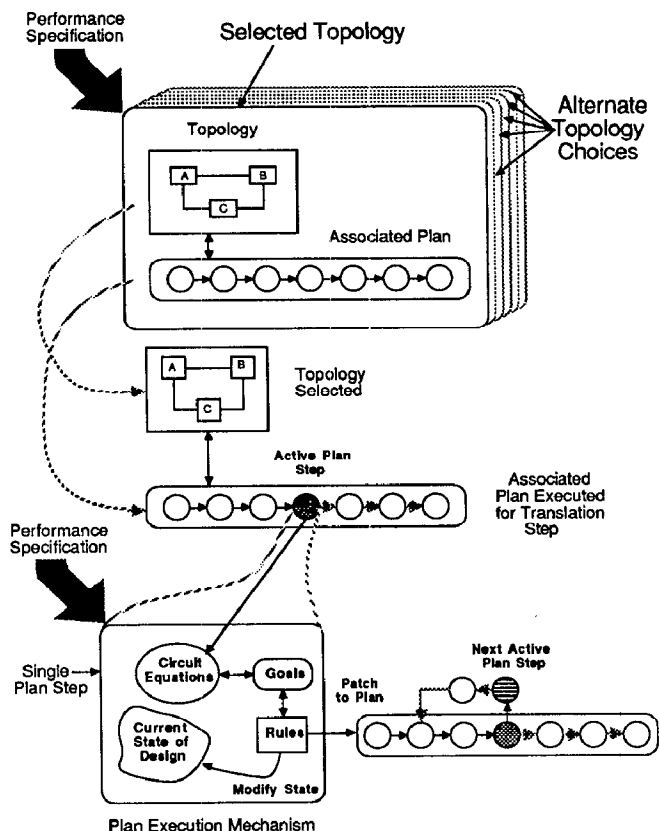 Performance
Specification
Selected Topology
Alternate
Topology
Choices
Topology
A
B
C
Associated Plan
A
B
C
Topology
Selected
Active Plan
Step
Associated
Plan Executed
for Translation
Step
Performance
Specification
Single
Plan Step
Circuit
Equations
Goals
Rules
Current
State of
Design
Modify State
Patch
to Plan
Next Active
Plan Step
Plan Execution Mechanism